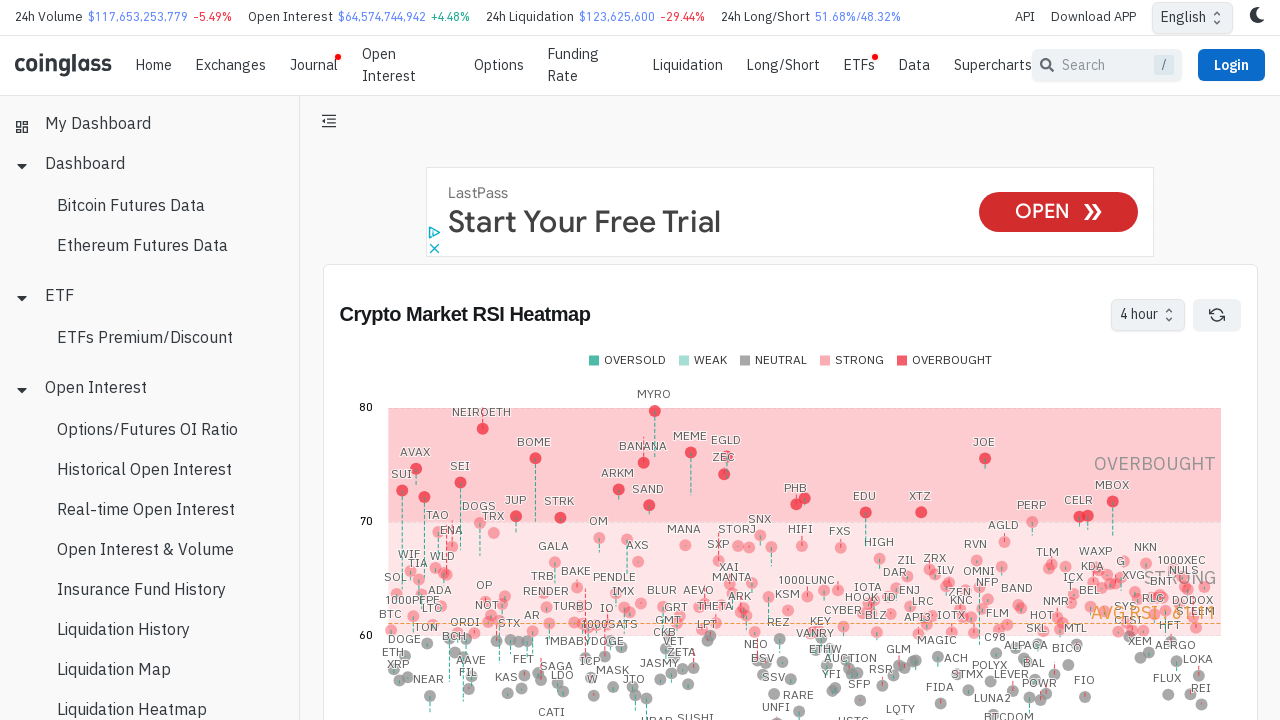 24h Volume $117,653,253,779 -5.49% Open Interest $64,574,744,942 +4.48% 24h Liquidation $123,625,600 -29.44% 24h Long/Short 51.68%/48.32% API Download APP English
coinglass Home Exchanges Journal Open Interest Options Funding Rate Liquidation Long/Short ETFs Data Supercharts Search / Login
My Dashboard
Dashboard
Bitcoin Futures Data
Ethereum Futures Data
ETF
ETFs Premium/Discount
Open Interest
Options/Futures OI Ratio
Historical Open Interest
Real-time Open Interest
Open Interest & Volume
Insurance Fund History
Liquidation History
Liquidation Map
Liquidation Heatmap
LastPass
Start Your Free Trial
OPEN
Crypto Market RSI Heatmap
4 hour
OVERSOLD WEAK NEUTRAL STRONG OVERBOUGHT
MYRO
80
NEIROETH
MEME EGLD
BOME BANANA JOE
AVAX ZEC
OVERBOUGHT
SEI
SUI ARKM
MBOX
SAND PHB
JUP STRK EDU XTZ CELR
DOGS PERP
TAO TRX
70
OM SNX AGLD
ENA MANA STORJ HIFI FXS
GALA AXS SXP HIGH RVN NKN
WIF WLD TLM WAXP
TIA XAI ZIL ZRX G 1000XEC
BAKE KDA
SOL TRB PENDLE MANTA 1000LUNC DAR ILV OMNI ICX XVG NULS
OP NFP BNT
ADA RENDER IMX BLUR AEVO KSM IOTA ENJ ZEN BAND BEL
1000PEPE ARK HOOK ID KNC NMR RLC DODO
LTC NOT TURBO IO GRT THETA CYBER LRC SYS
BTC AR BLZ API3 IOTX FLM HOT STEEM
TON ORDI STX 1000SATS GMT LPT REZ KEY CTSI HFT
SKL MTL
60
DOGE BCH 1MBABYDOGE CKB VANRY MAGIC C98 XEM
VET NEO ETHW ALPACA BICO AERGO
ETH ZETA GLM
XRP AAVE FET ICP JASMY BSV AUCTION ACH POLYX BAL LOKA
FIL SAGA MASK RSR
NEAR KAS LDO W JTO SSV YFI STMX LEVER FLUX
SFP FIDA POWR FIO REI
RARE LUNA2
CATI UNFI LQTY
SUSHI BTCDOM